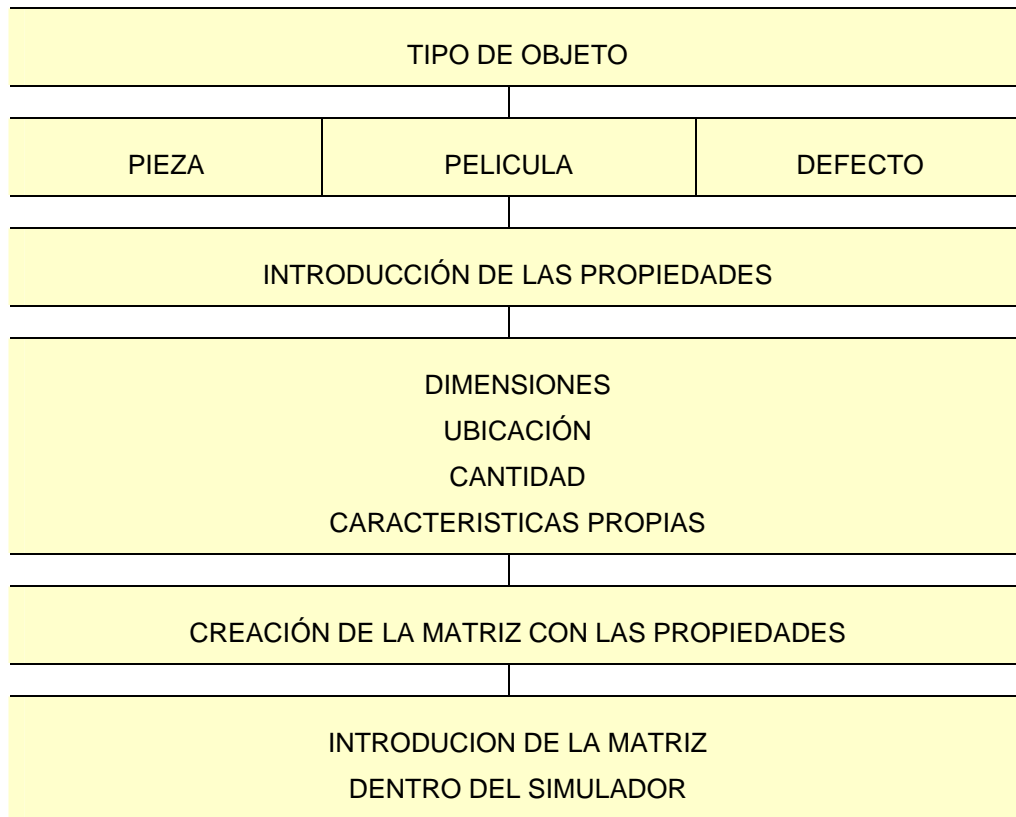 TIPO DE OBJETO
PIEZA
PELICULA
DEFECTO
INTRODUCCIÓN DE LAS PROPIEDADES
DIMENSIONES
UBICACIÓN
CANTIDAD
CARACTERISTICAS PROPIAS
CREACIÓN DE LA MATRIZ CON LAS PROPIEDADES
INTRODUCION DE LA MATRIZ
DENTRO DEL SIMULADOR